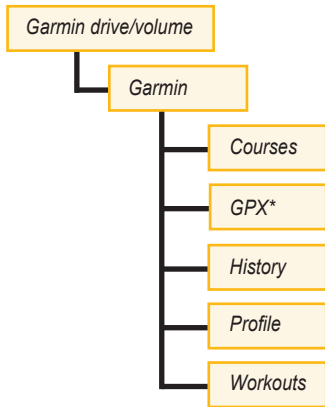 Garmin drive/volume
Garmin
Courses
GPX*
History
Profile
Workouts